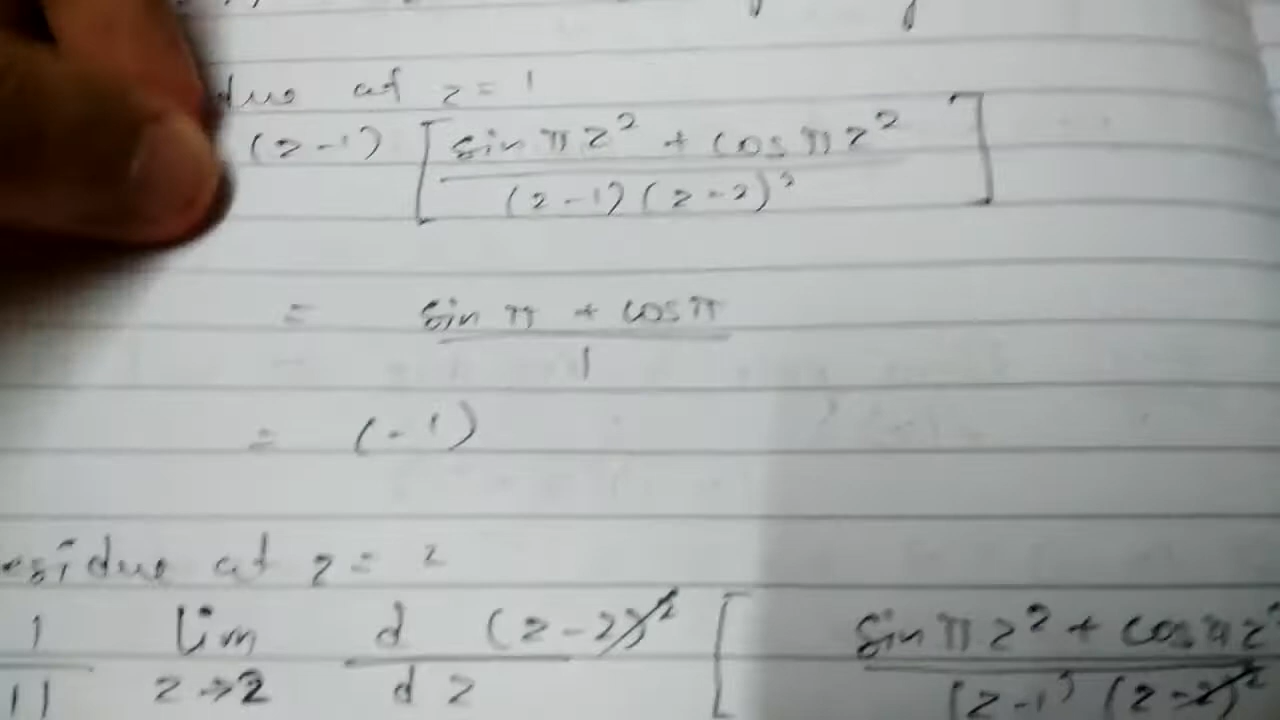 due at z = 1
(z-1) [ sin πz² + cos πz² / (z-1)(z-2)² ]
= sin π + cos π / 1
= (-1)
esidue at z = 2
1 / 1! lim z→2 d / dz (z-2)² [ sin πz² + cos πz² / (z-1)(z-2)²